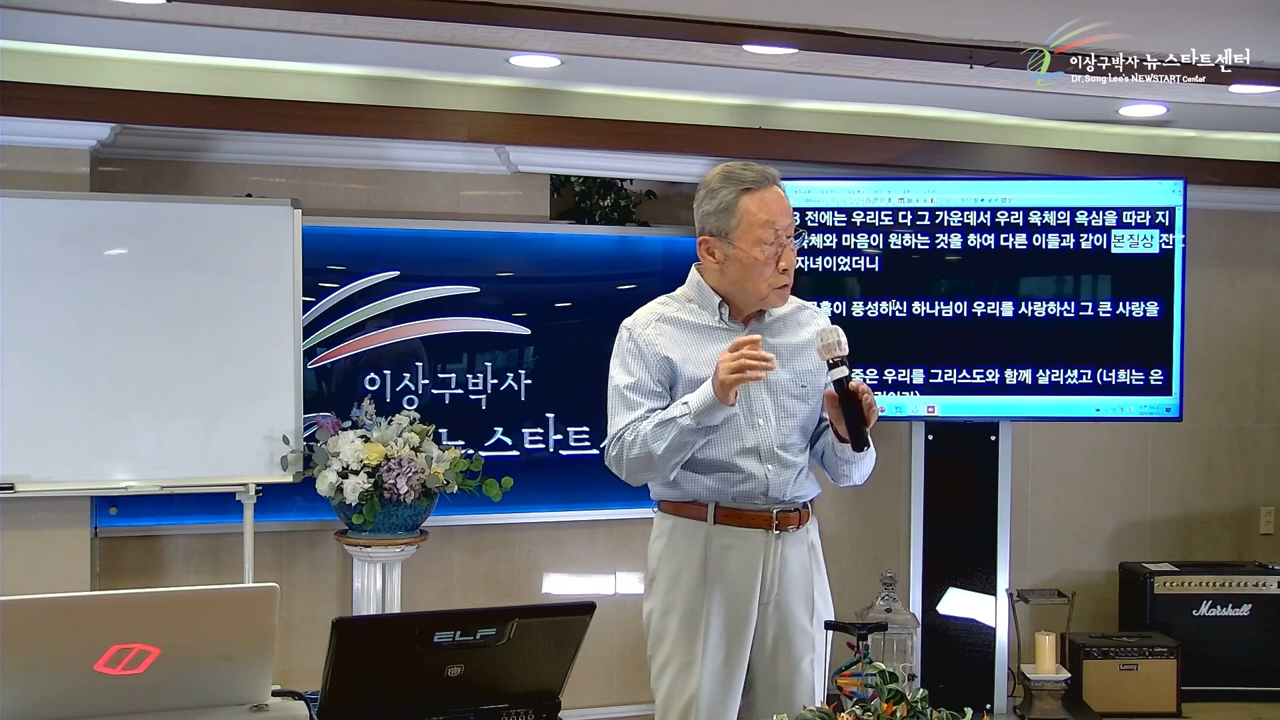 이상구박사 뉴스타트센터
Dr. Sang Lee's NEWSTART Center
3 전에는 우리도 다 그 가운데서 우리 육체의 욕심을 따라 지
육체와 마음이 원하는 것을 하여 다른 이들과 같이 본질상 진
자녀이었더니
긍휼이 풍성하신 하나님이 우리를 사랑하신 그 큰 사랑을
죽은 우리를 그리스도와 함께 살리셨고 (너희는 은
이상구박사
뉴스타트
ELF
Marshall
Laney